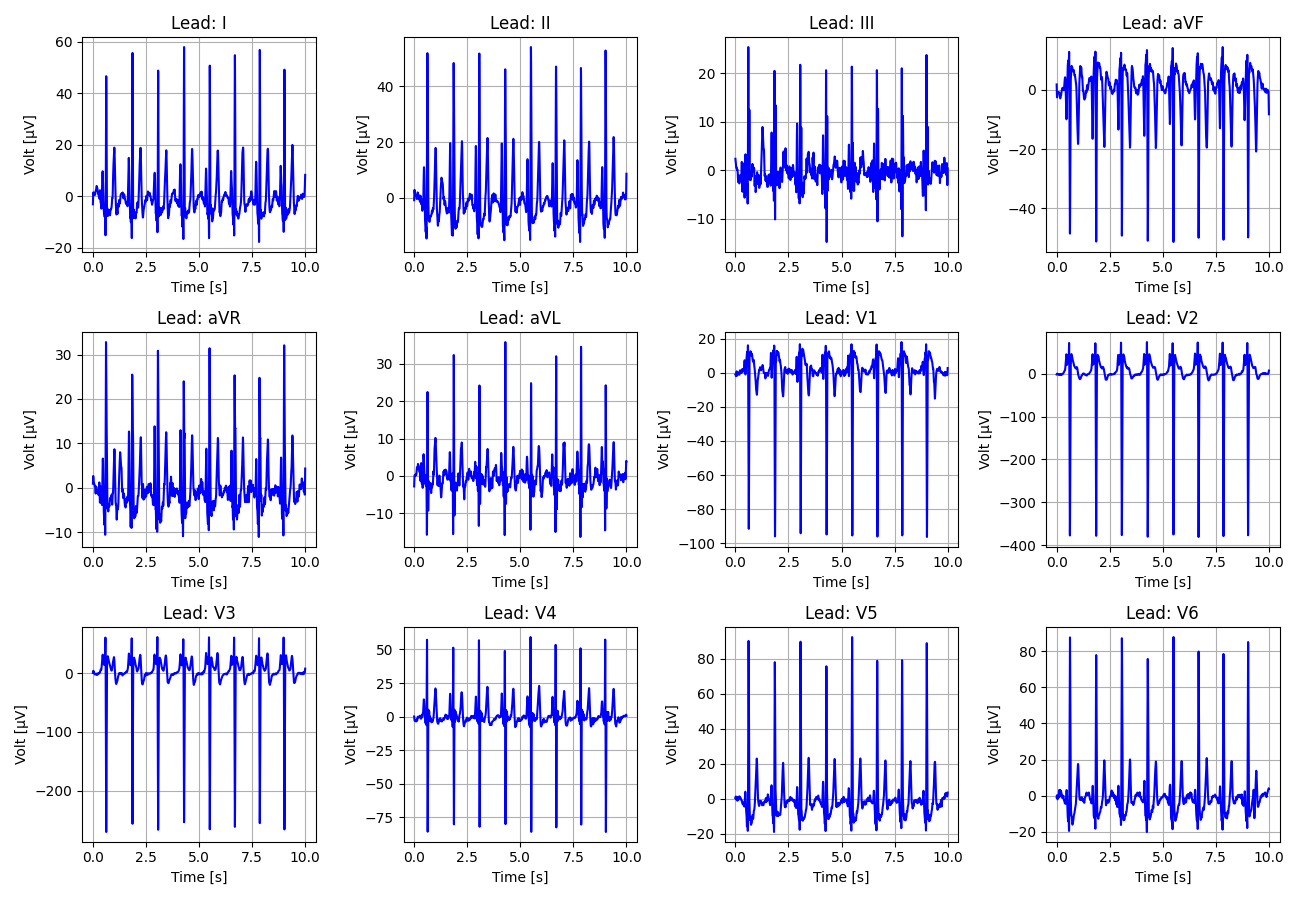 Lead: I
Lead: II
Lead: III
Lead: aVF
60
40
20
0
−20
Volt [µV]
0.0 2.5 5.0 7.5 10.0
Time [s]
40
20
0
Volt [µV]
0.0 2.5 5.0 7.5 10.0
Time [s]
20
10
0
−10
Volt [µV]
0.0 2.5 5.0 7.5 10.0
Time [s]
0
−20
−40
Volt [µV]
0.0 2.5 5.0 7.5 10.0
Time [s]
Lead: aVR
Lead: aVL
Lead: V1
Lead: V2
30
20
10
0
−10
Volt [µV]
0.0 2.5 5.0 7.5 10.0
Time [s]
30
20
10
0
−10
Volt [µV]
0.0 2.5 5.0 7.5 10.0
Time [s]
20
0
−20
−40
−60
−80
−100
Volt [µV]
0.0 2.5 5.0 7.5 10.0
Time [s]
0
−100
−200
−300
−400
Volt [µV]
0.0 2.5 5.0 7.5 10.0
Time [s]
Lead: V3
Lead: V4
Lead: V5
Lead: V6
0
−100
−200
Volt [µV]
0.0 2.5 5.0 7.5 10.0
Time [s]
50
25
0
−25
−50
−75
Volt [µV]
0.0 2.5 5.0 7.5 10.0
Time [s]
80
60
40
20
0
−20
Volt [µV]
0.0 2.5 5.0 7.5 10.0
Time [s]
80
60
40
20
0
−20
Volt [µV]
0.0 2.5 5.0 7.5 10.0
Time [s]